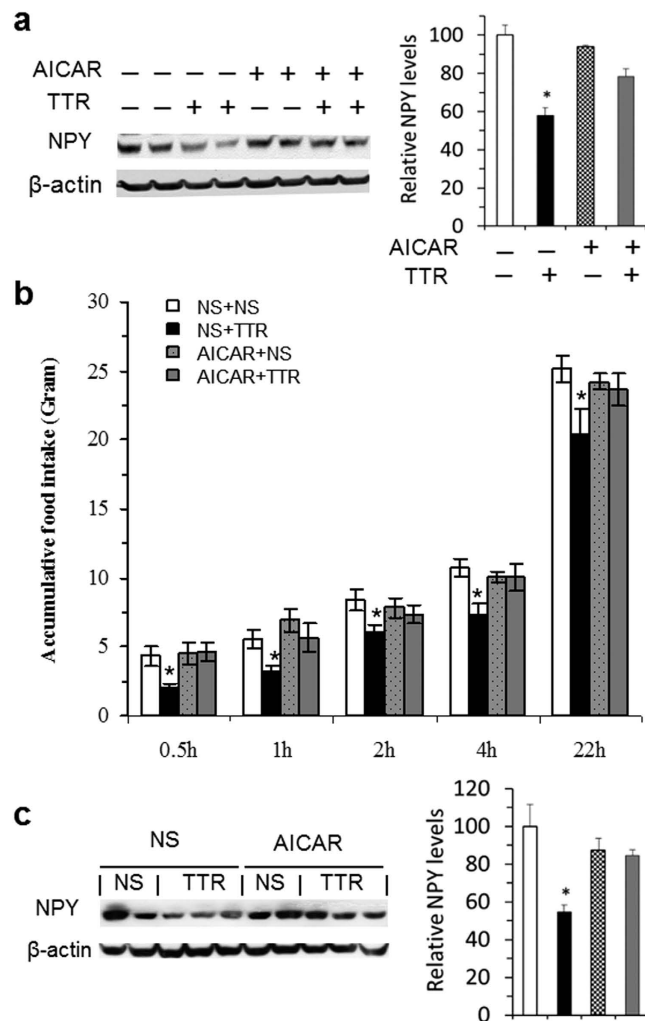 a
AICAR – – – – + + + +
TTR – – + + – – + +
NPY
β-actin
Relative NPY levels
100
80
60
40
20
0
*
AICAR – – + +
TTR – + – +
b
Accumulative food intake (Gram)
30
25
20
15
10
5
0
NS+NS
NS+TTR
AICAR+NS
AICAR+TTR
* * * * *
0.5h 1h 2h 4h 22h
c
NS AICAR
| NS | TTR | NS | TTR |
NPY
β-actin
Relative NPY levels
120
100
80
60
40
20
0
*